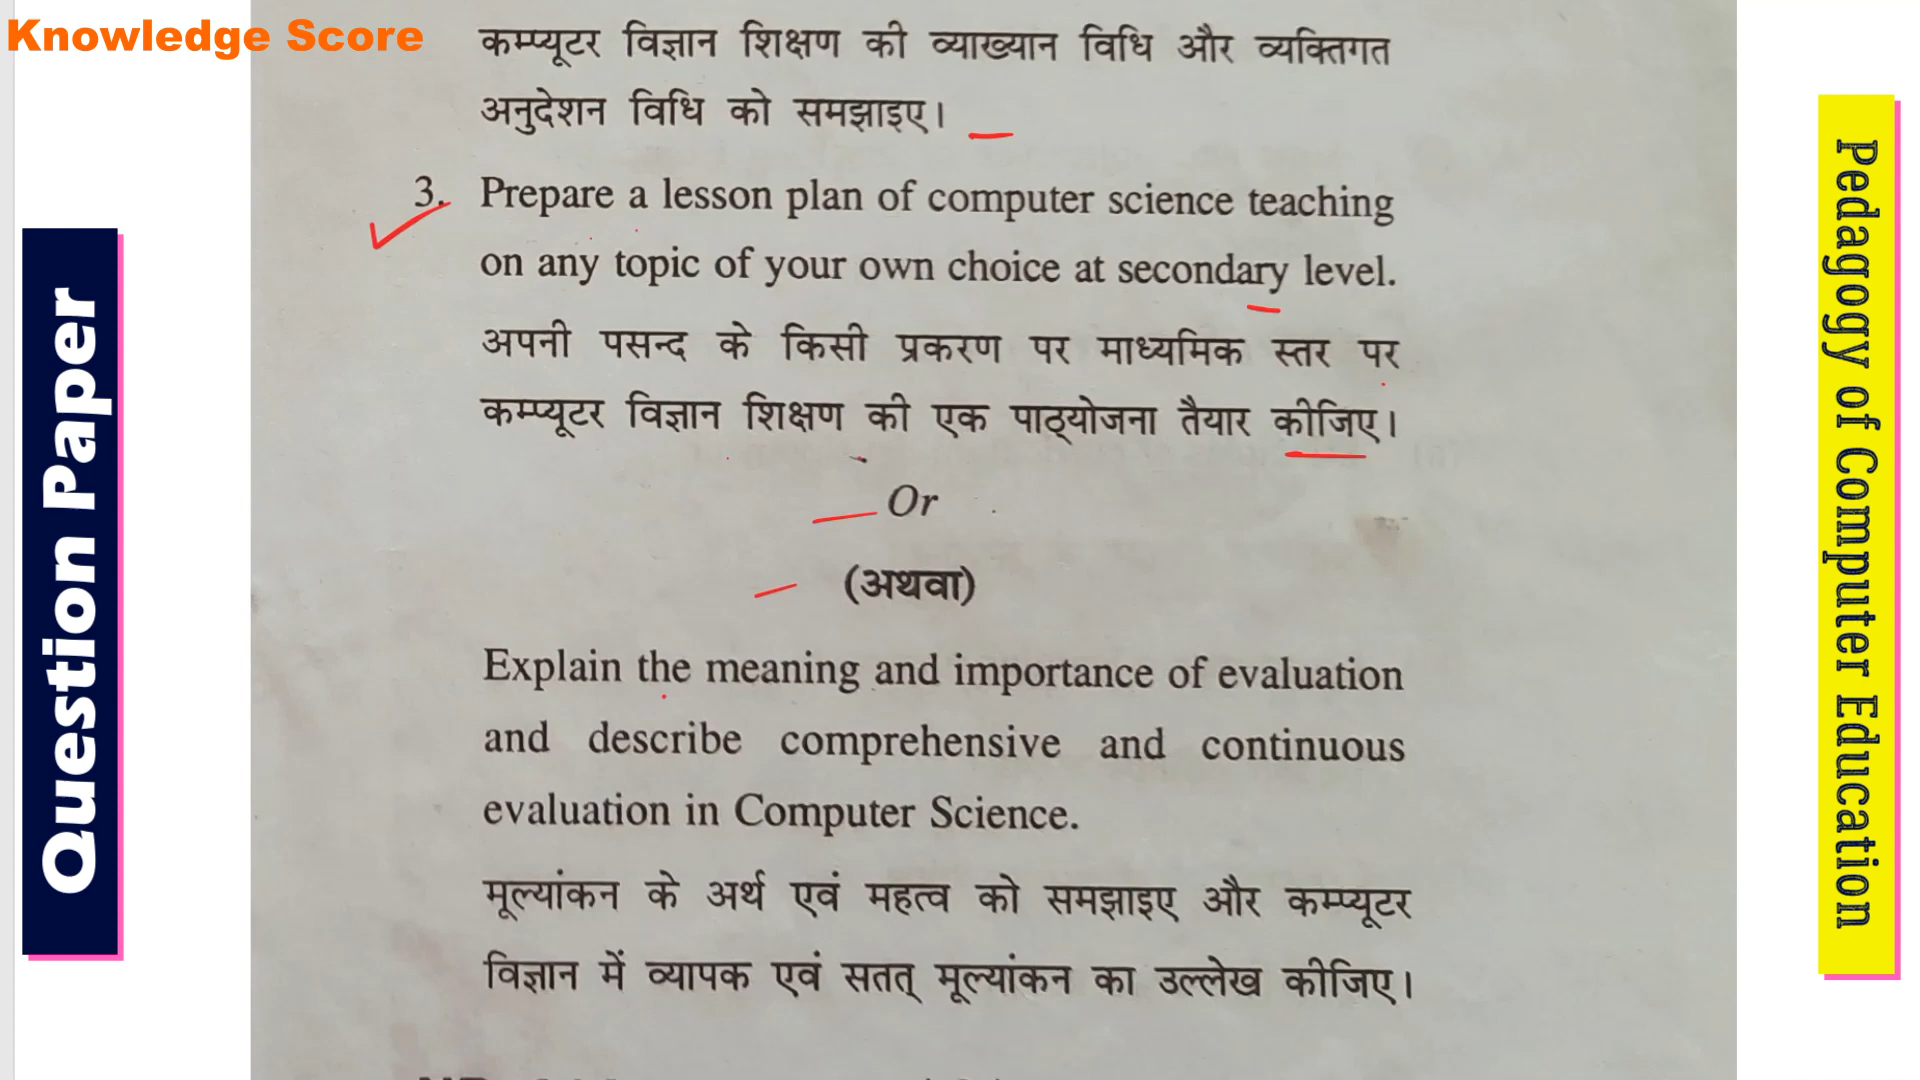 Knowledge Score
Question Paper
कम्प्यूटर विज्ञान शिक्षण की व्याख्यान विधि और व्यक्तिगत
अनुदेशन विधि को समझाइए।
3. Prepare a lesson plan of computer science teaching
on any topic of your own choice at secondary level.
अपनी पसन्द के किसी प्रकरण पर माध्यमिक स्तर पर
कम्प्यूटर विज्ञान शिक्षण की एक पाठ्योजना तैयार कीजिए।
Or
(अथवा)
Explain the meaning and importance of evaluation
and describe comprehensive and continuous
evaluation in Computer Science.
मूल्यांकन के अर्थ एवं महत्व को समझाइए और कम्प्यूटर
विज्ञान में व्यापक एवं सतत् मूल्यांकन का उल्लेख कीजिए।
Pedagogy of Computer Education